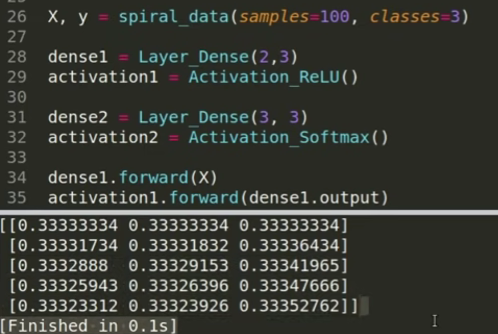 26 X, y = spiral_data(samples=100, classes=3)
27
28 dense1 = Layer_Dense(2,3)
29 activation1 = Activation_ReLU()
30
31 dense2 = Layer_Dense(3, 3)
32 activation2 = Activation_Softmax()
33
34 dense1.forward(X)
35 activation1.forward(dense1.output)
[[0.33333334 0.33333334 0.33333334]
[0.33331734 0.33331832 0.33336434]
[0.3332888 0.33329153 0.33341965]
[0.33325943 0.33326396 0.33347666]
[0.33323312 0.33323926 0.33352762]]
[Finished in 0.1s]